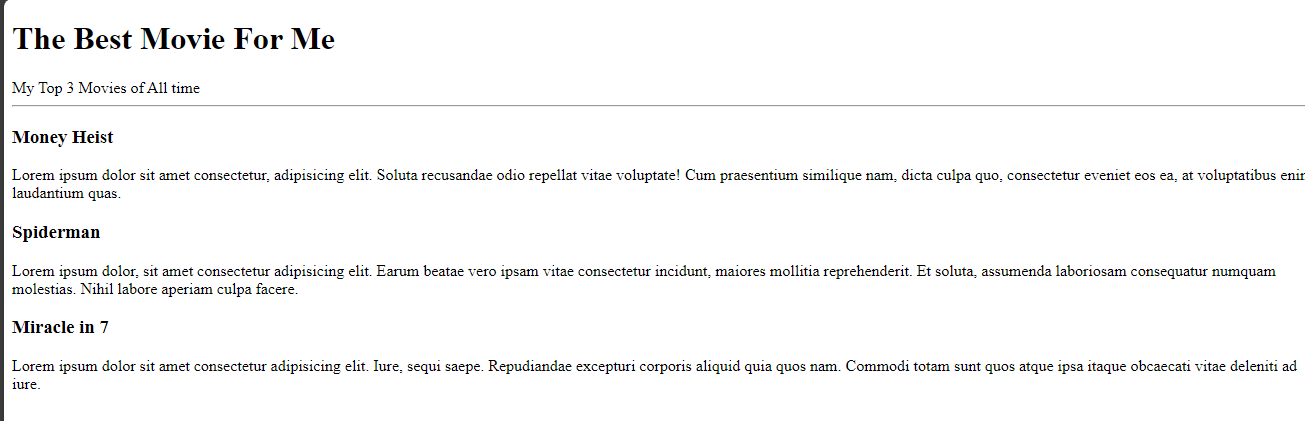 The Best Movie For Me
My Top 3 Movies of All time
Money Heist
Lorem ipsum dolor sit amet consectetur, adipisicing elit. Soluta recusandae odio repellat vitae voluptate! Cum praesentium similique nam, dicta culpa quo, consectetur eveniet eos ea, at voluptatibus
laudantium quas.
Spiderman
Lorem ipsum dolor, sit amet consectetur adipisicing elit. Earum beatae vero ipsam vitae consectetur incidunt, maiores mollitia reprehenderit. Et soluta, assumenda laboriosam consequatur numquam
molestias. Nihil labore aperiam culpa facere.
Miracle in 7
Lorem ipsum dolor sit amet consectetur adipisicing elit. Iure, sequi saepe. Repudiandae excepturi corporis aliquid quia quos nam. Commodi totam sunt quos atque ipsa itaque obcaecati vitae deleniti ad
iure.